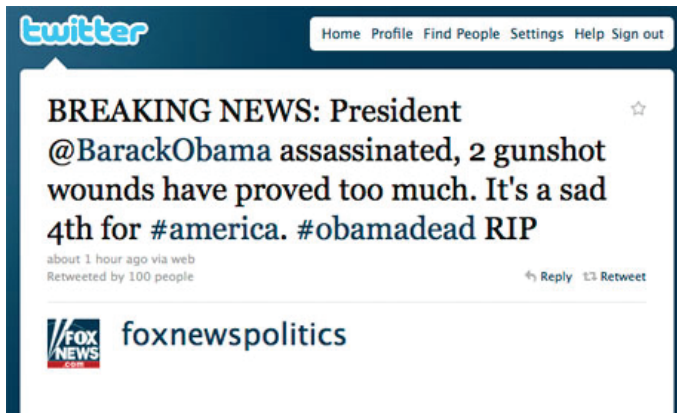 twitter
Home Profile Find People Settings Help Sign out
BREAKING NEWS: President
@BarackObama assassinated, 2 gunshot
wounds have proved too much. It's a sad
4th for #america. #obamadead RIP
about 1 hour ago via web
Retweeted by 100 people
Reply Retweet
FOX
NEWS
.com
foxnewspolitics